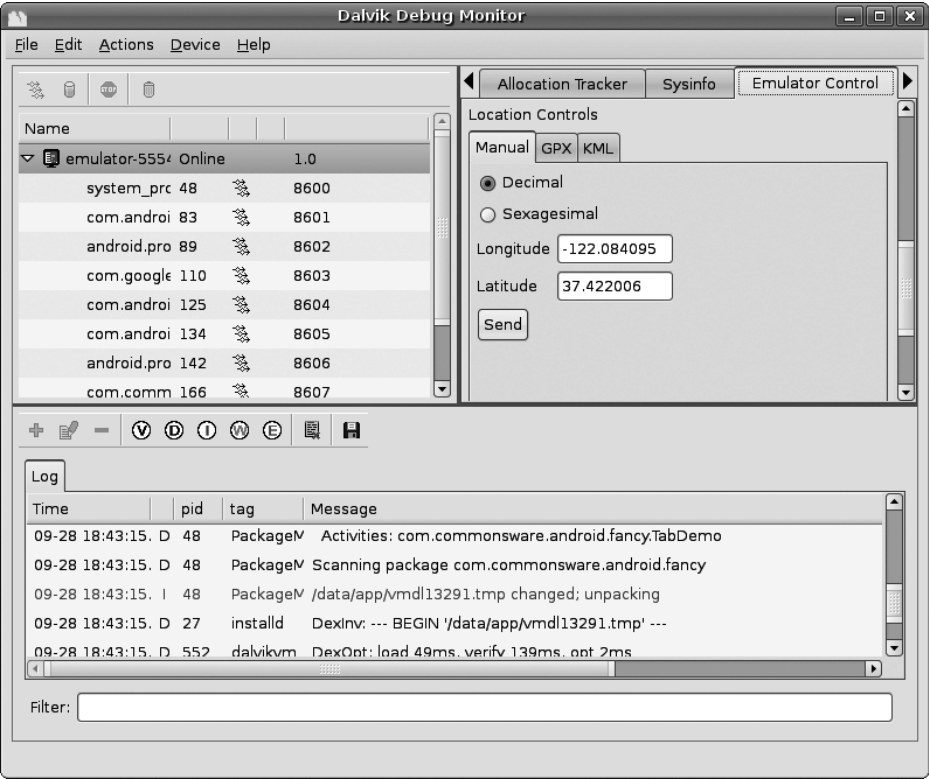 Dalvik Debug Monitor
File Edit Actions Device Help
STOP
Name
emulator-5554 Online 1.0
system_prc 48 8600
com.androi 83 8601
android.pro 89 8602
com.google 110 8603
com.androi 125 8604
com.androi 134 8605
android.pro 142 8606
com.comm 166 8607
Allocation Tracker Sysinfo Emulator Control
Location Controls
Manual GPX KML
Decimal
Sexagesimal
Longitude -122.084095
Latitude 37.422006
Send
V D I W E
Log
Time pid tag Message
09-28 18:43:15. D 48 PackageM Activities: com.commonsware.android.fancy.TabDemo
09-28 18:43:15. D 48 PackageM Scanning package com.commonsware.android.fancy
09-28 18:43:15. I 48 PackageM /data/app/vmdl13291.tmp changed; unpacking
09-28 18:43:15. D 27 installd DexInv: --- BEGIN '/data/app/vmdl13291.tmp' ---
09-28 18:43:15. D 552 dalvikvm DexOpt: load 49ms, verify 139ms, opt 2ms
Filter: